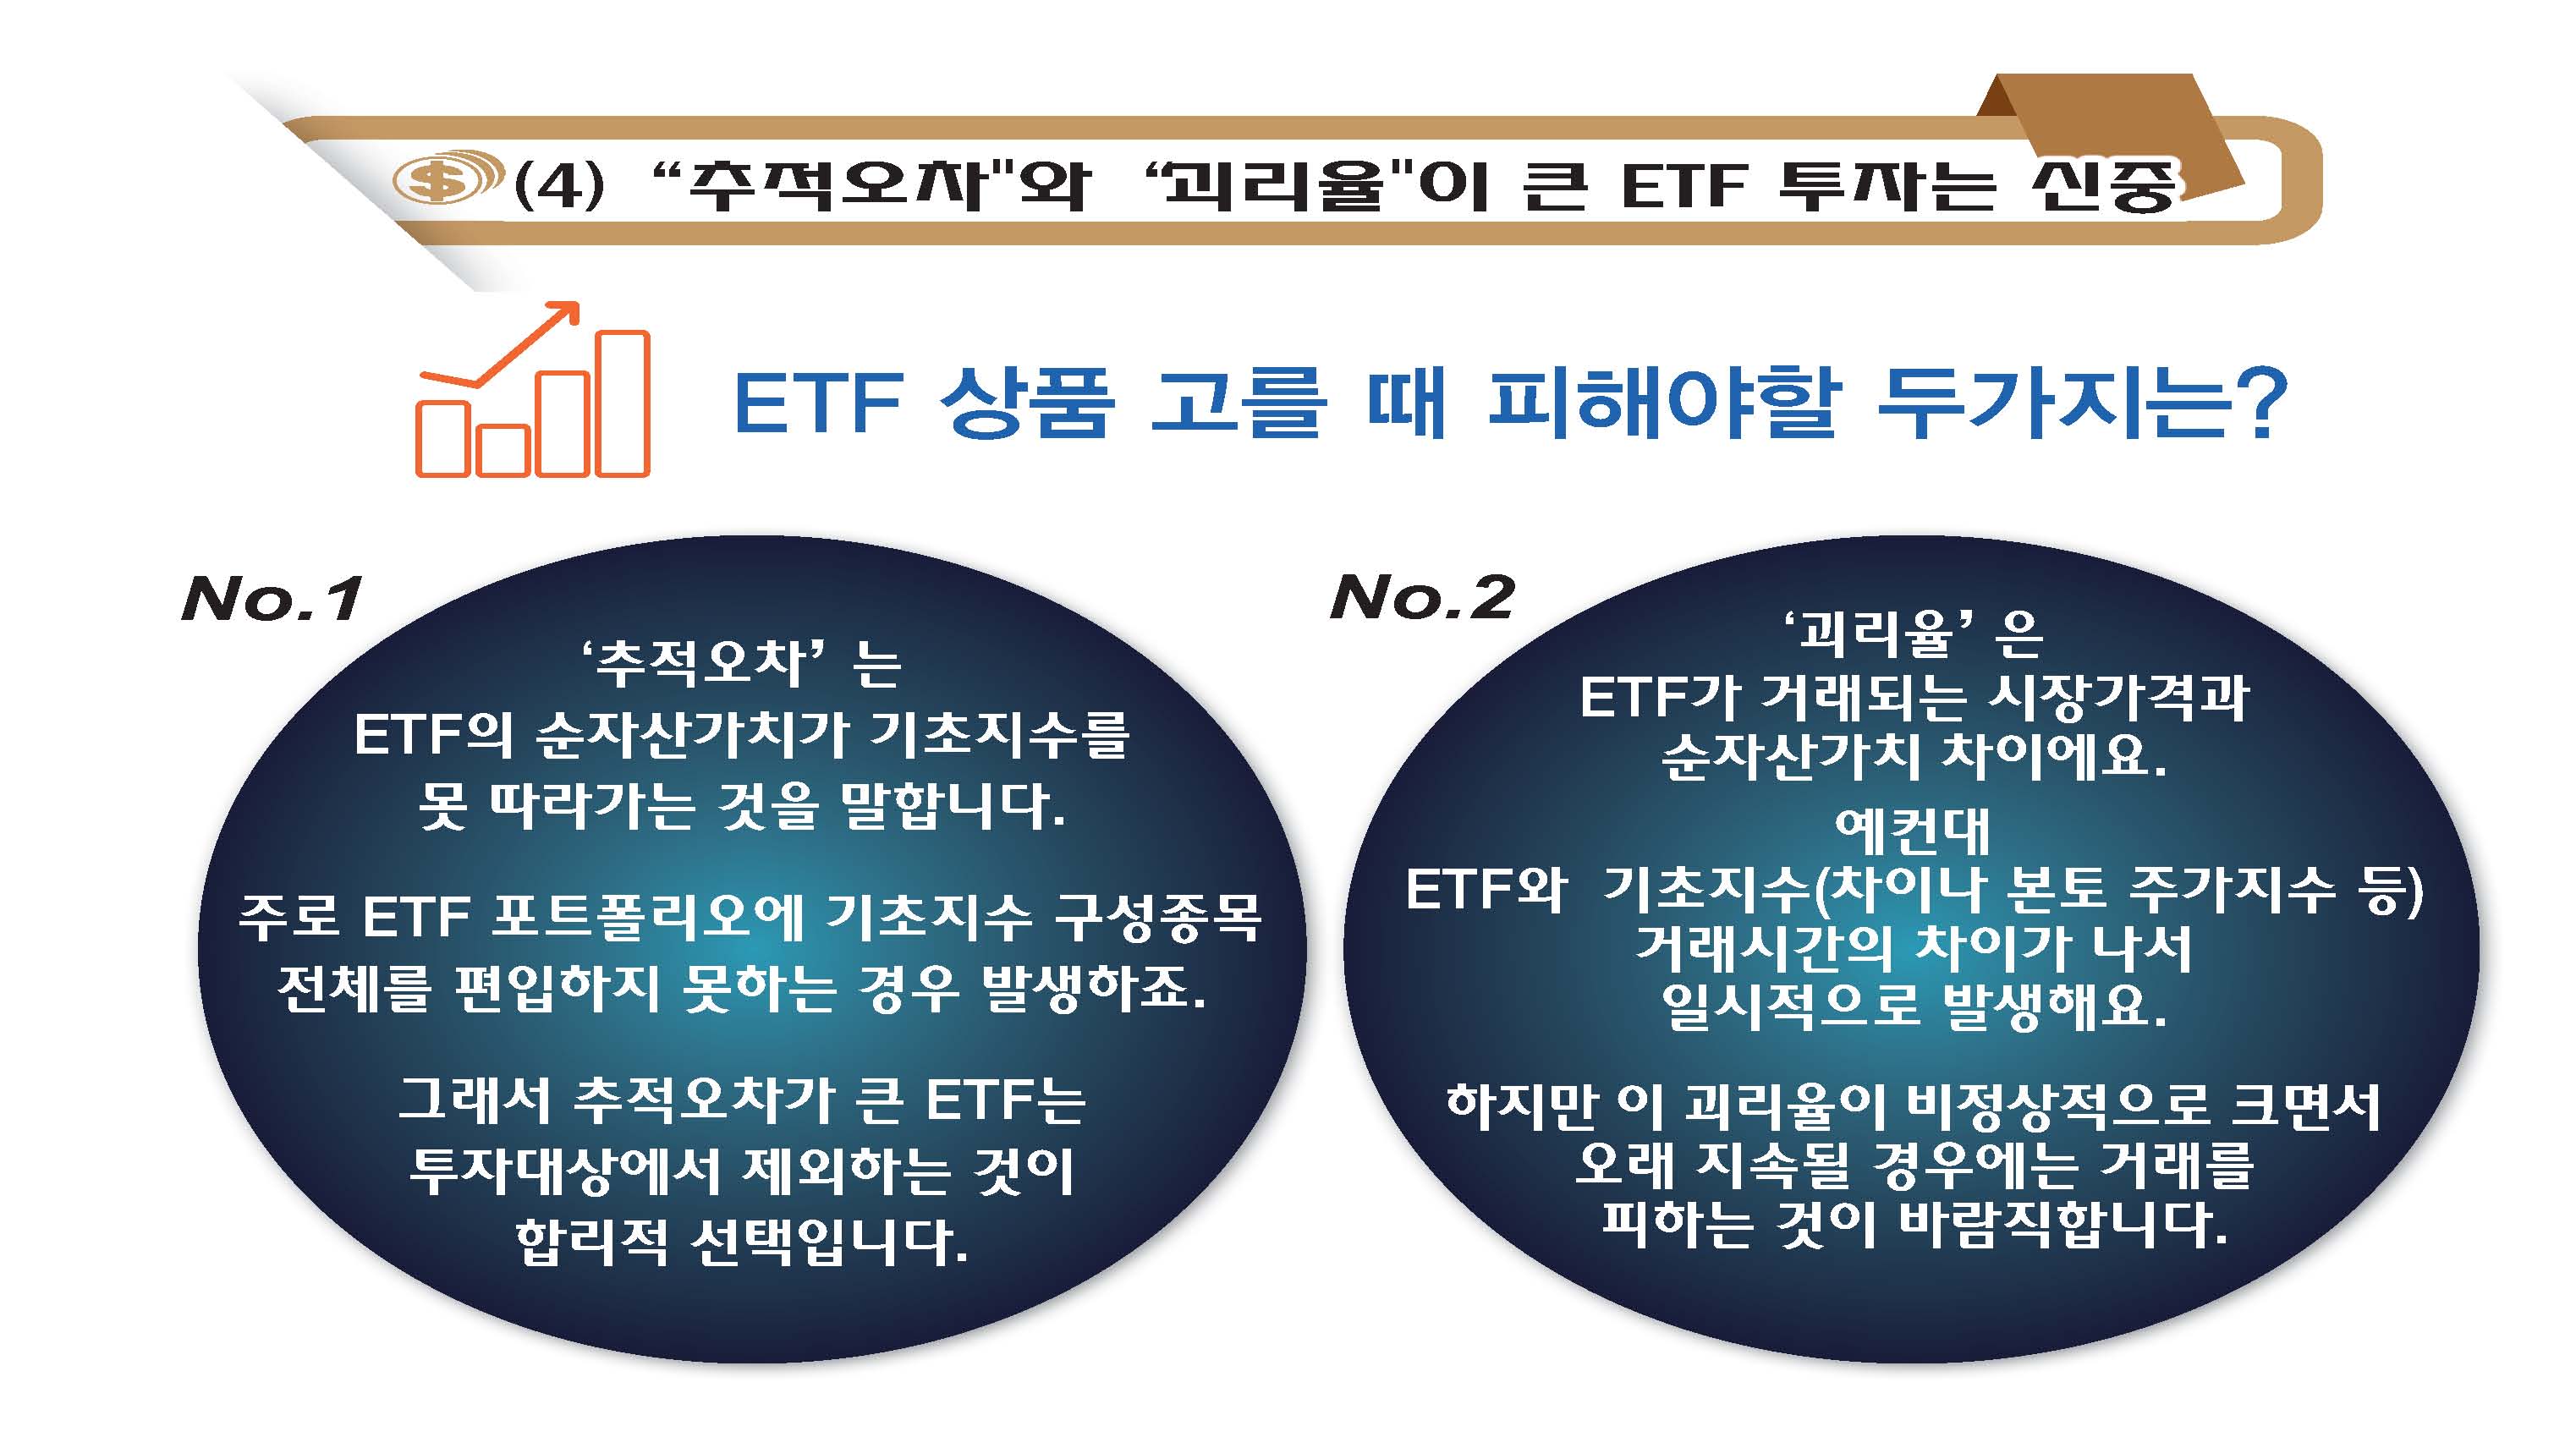 (4) “추적오차"와 “괴리율"이 큰 ETF 투자는 신중
ETF 상품 고를 때 피해야할 두가지는?
No.1
‘추적오차’ 는
ETF의 순자산가치가 기초지수를
못 따라가는 것을 말합니다.
주로 ETF 포트폴리오에 기초지수 구성종목
전체를 편입하지 못하는 경우 발생하죠.
그래서 추적오차가 큰 ETF는
투자대상에서 제외하는 것이
합리적 선택입니다.
No.2
‘괴리율’ 은
ETF가 거래되는 시장가격과
순자산가치 차이에요.
예컨대
ETF와 기초지수(차이나 본토 주가지수 등)
거래시간의 차이가 나서
일시적으로 발생해요.
하지만 이 괴리율이 비정상적으로 크면서
오래 지속될 경우에는 거래를
피하는 것이 바람직합니다.